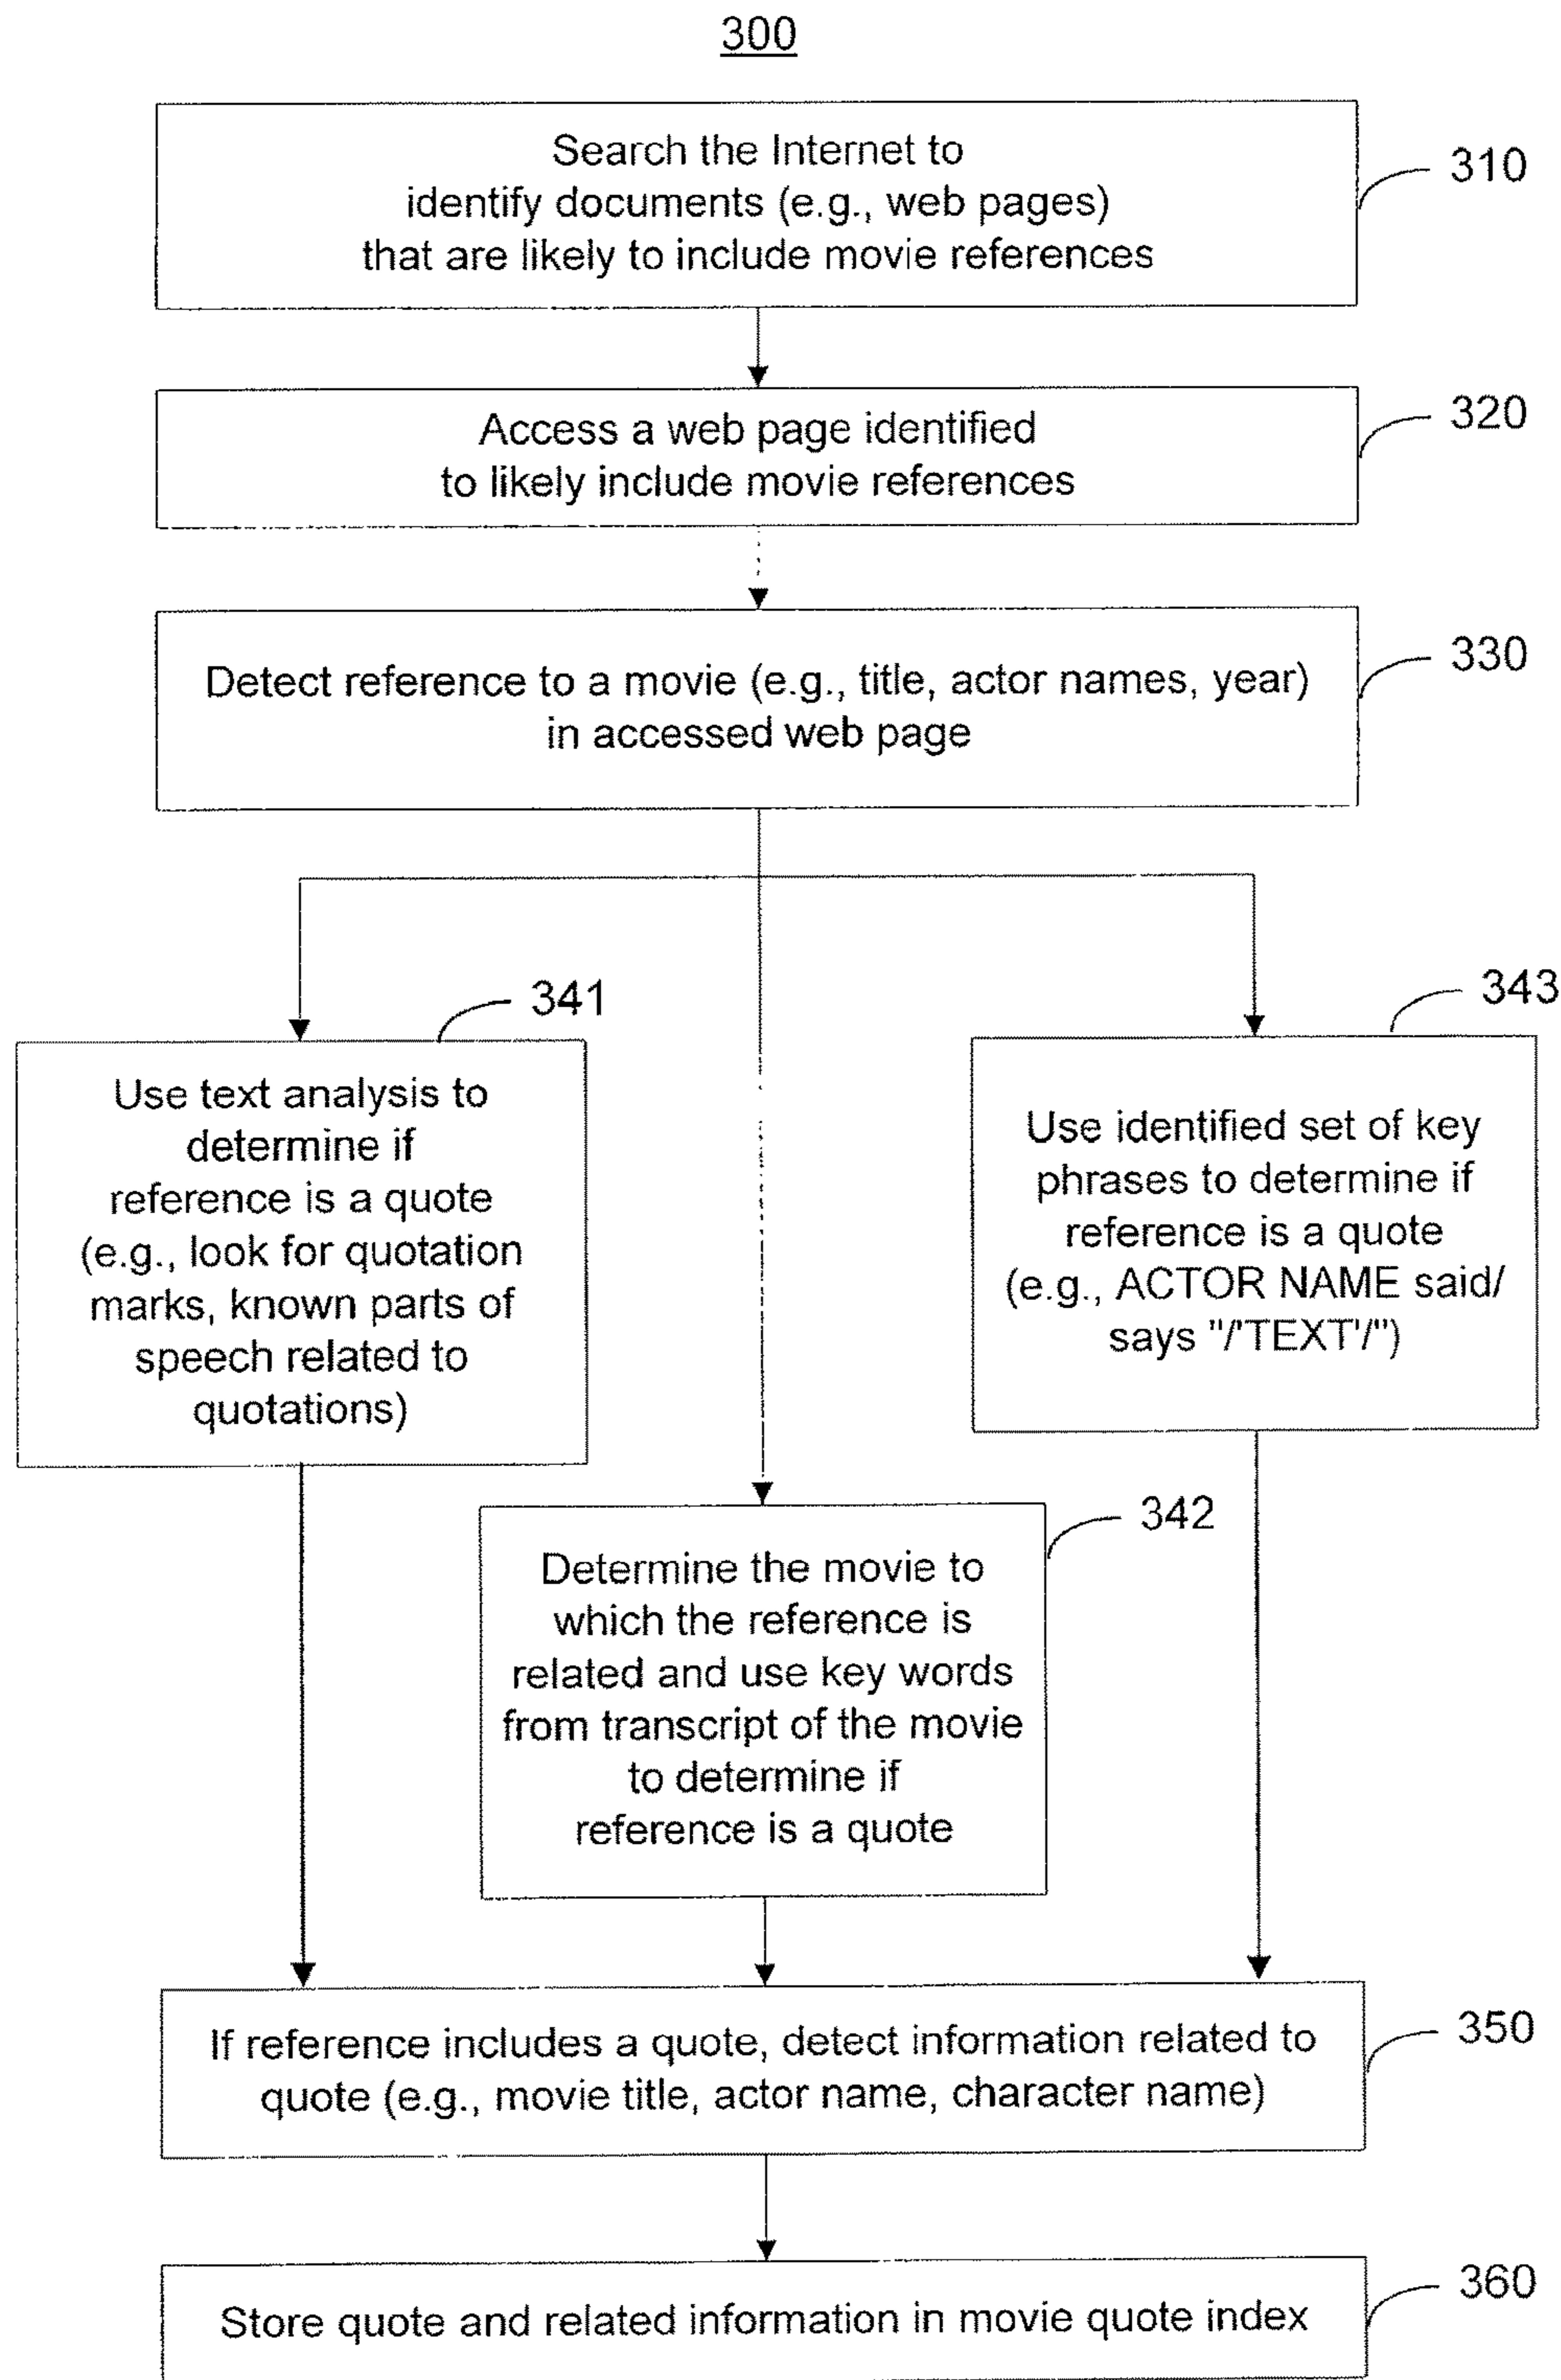 300
Search the Internet to
identify documents (e.g., web pages)
that are likely to include movie references
310
Access a web page identified
to likely include movie references
320
Detect reference to a movie (e.g., title, actor names, year)
in accessed web page
330
341
Use text analysis to
determine if
reference is a quote
(e.g., look for quotation
marks, known parts of
speech related to
quotations)
343
Use identified set of key
phrases to determine if
reference is a quote
(e.g., ACTOR NAME said/
says "/'TEXT'/")
342
Determine the movie to
which the reference is
related and use key words
from transcript of the movie
to determine if
reference is a quote
If reference includes a quote, detect information related to
quote (e.g., movie title, actor name, character name)
350
Store quote and related information in movie quote index
360